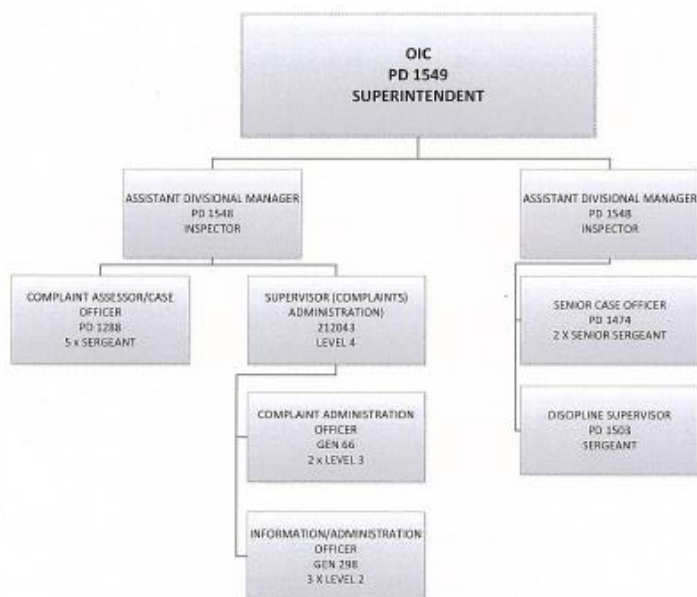 OIC
PD 1549
SUPERINTENDENT
ASSISTANT DIVISIONAL MANAGER
PD 1548
INSPECTOR
ASSISTANT DIVISIONAL MANAGER
PD 1548
INSPECTOR
COMPLAINT ASSESSOR/CASE
OFFICER
PD 1288
5 x SERGEANT
SUPERVISOR (COMPLAINTS)
ADMINISTRATION)
212043
LEVEL 4
SENIOR CASE OFFICER
PD 1474
2 X SENIOR SERGEANT
COMPLAINT ADMINISTRATION
OFFICER
GEN 66
2 x LEVEL 3
DISOPLINE SUPERVISOR
PD 1503
SERGEANT
INFORMATION/ADMINISTRATION
OFFICER
GEN 298
3 X LEVEL 2